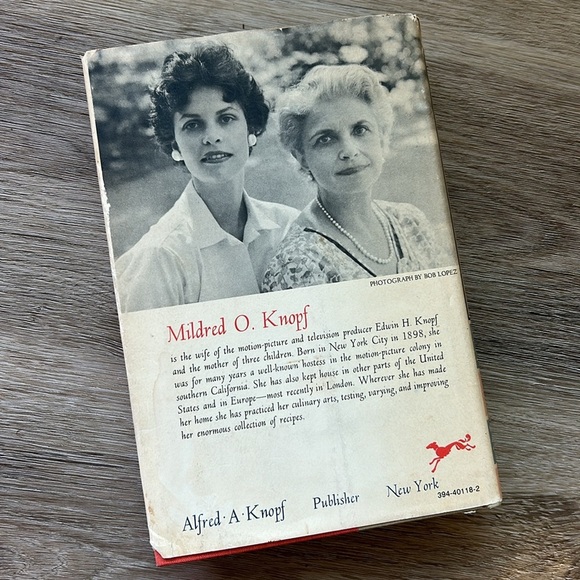 PHOTOGRAPH BY BOB LOPEZ
Mildred O. Knopf
is the wife of the motion-picture and television producer Edwin H. Knopf
and the mother of three children. Born in New York City in 1898, she
was for many years a well-known hostess in the motion-picture colony in
southern California. She has also kept house in other parts of the United
States and in Europe—most recently in London. Wherever she has made
her home she has practiced her culinary arts, testing, varying, and improving
her enormous collection of recipes.
Alfred · A · Knopf Publisher New York
394-40118-2